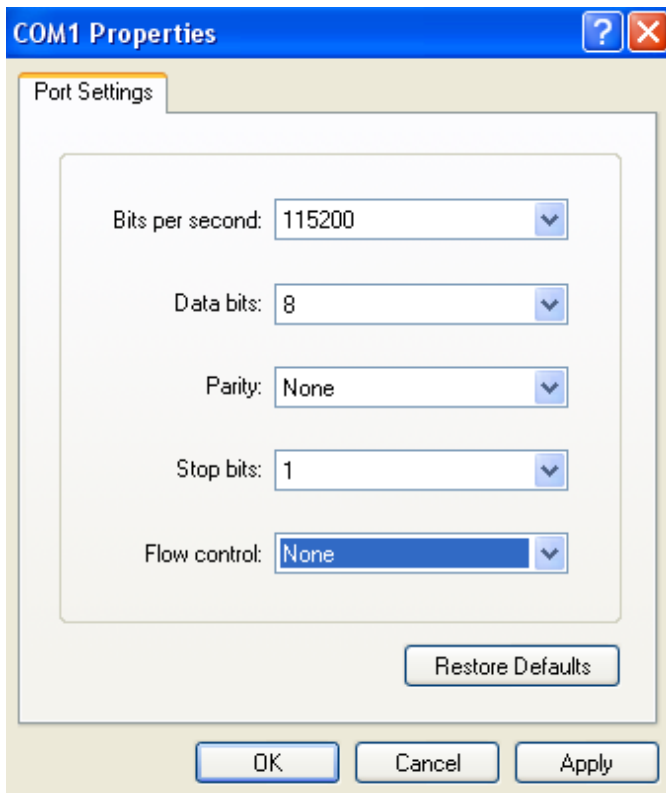 COM1 Properties
Port Settings
Bits per second: 115200
Data bits: 8
Parity: None
Stop bits: 1
Flow control: None
Restore Defaults
OK Cancel Apply